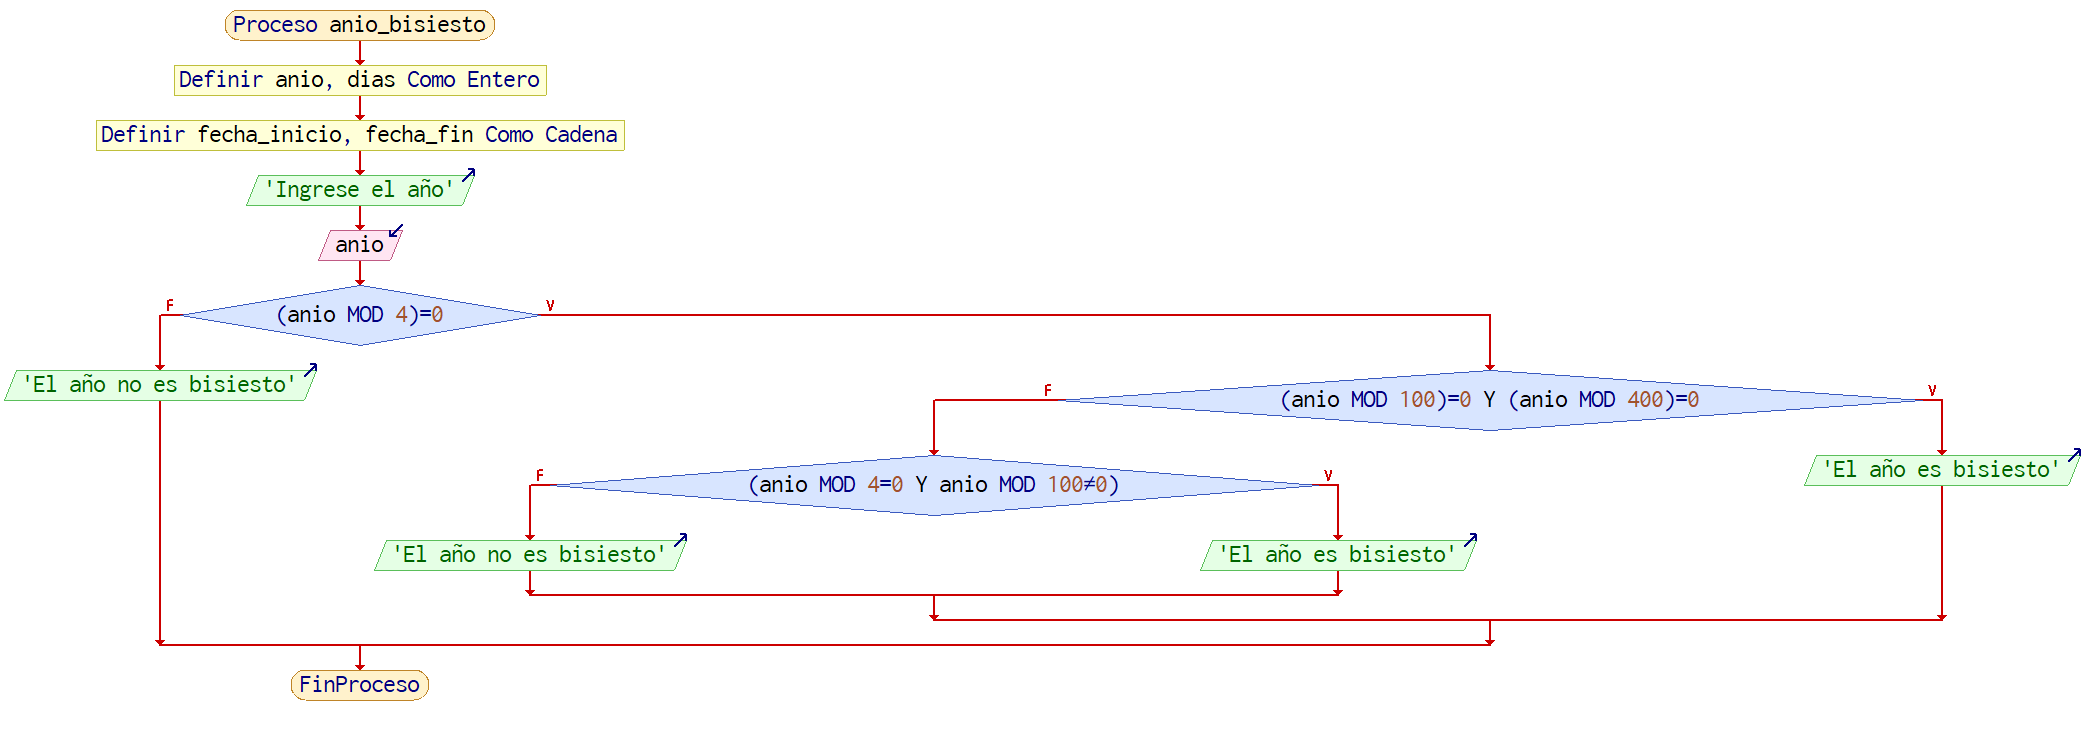 Proceso anio_bisiesto
Definir anio, dias Como Entero
Definir fecha_inicio, fecha_fin Como Cadena
'Ingrese el año'
anio
F
V
(anio MOD 4)=0
'El año no es bisiesto'
F
V
(anio MOD 100)=0 Y (anio MOD 400)=0
F
V
(anio MOD 4=0 Y anio MOD 100≠0)
'El año es bisiesto'
'El año no es bisiesto'
'El año es bisiesto'
FinProceso